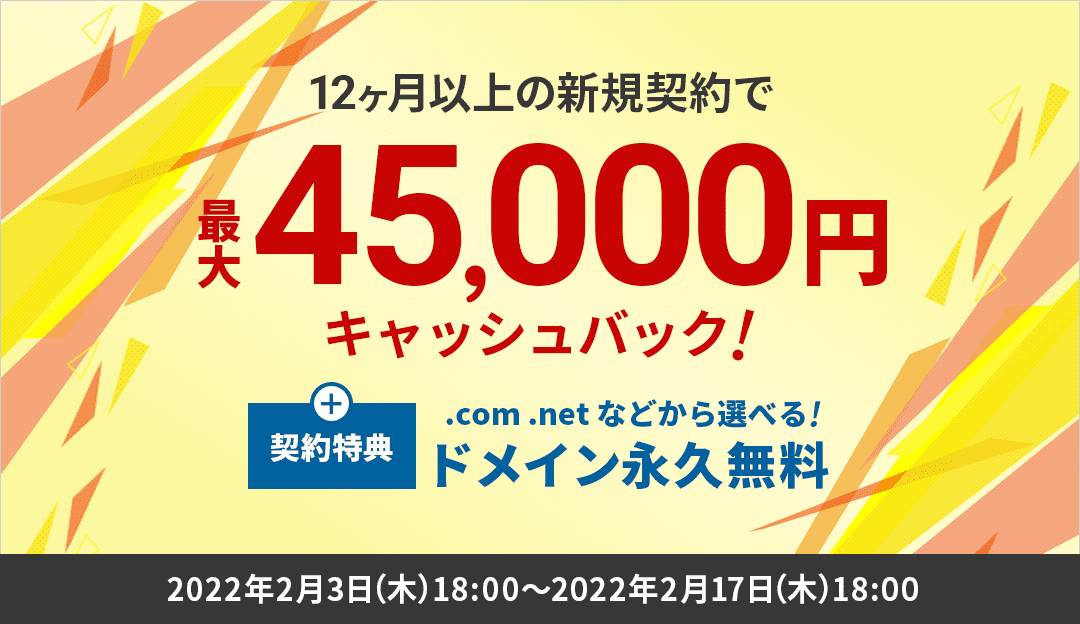 12ヶ月以上の新規契約で
最大45,000円
キャッシュバック!
+
契約特典
.com .net などから選べる!
ドメイン永久無料
2022年2月3日(木)18:00～2022年2月17日(木)18:00